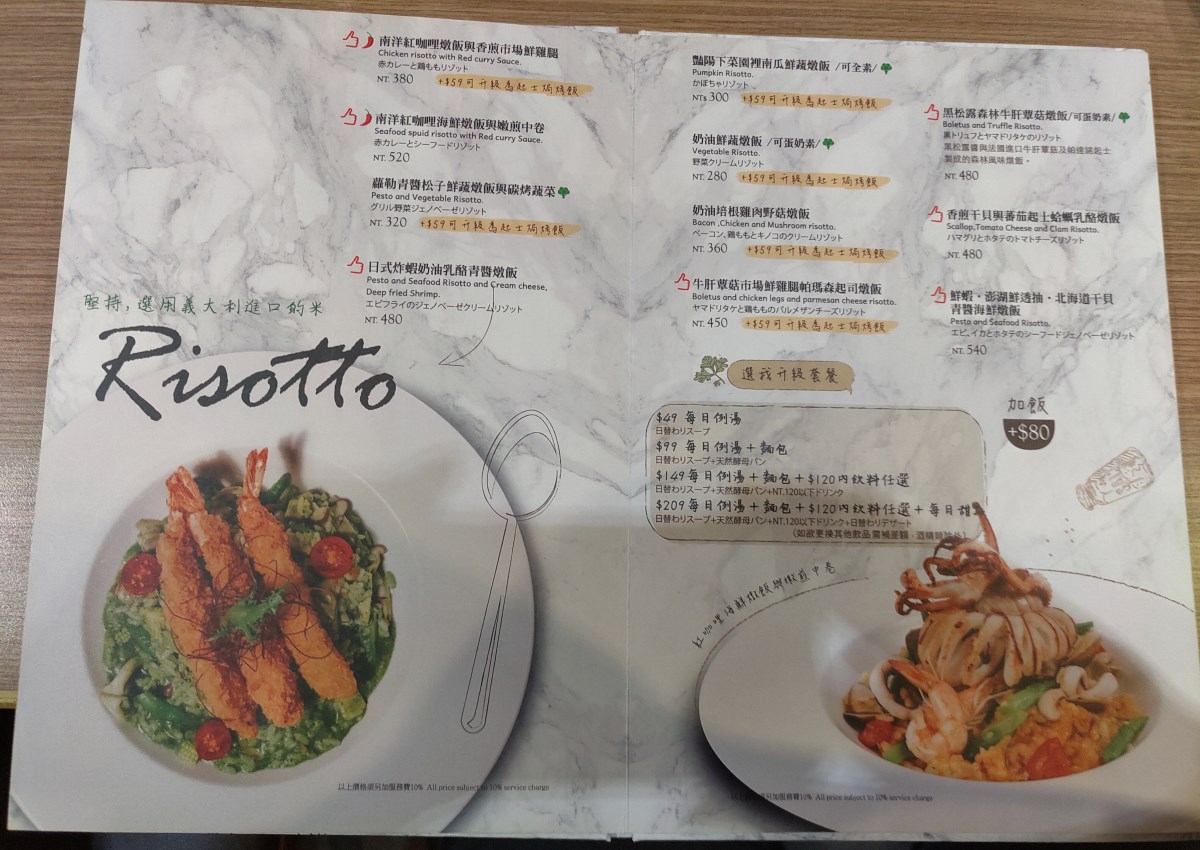 南洋紅咖哩燉飯與香煎市場鮮雞腿
Chicken risotto with Red curry Sauce.
赤カレーと鶏ももリゾット
NT. 380 +$59可升級為起士焗烤飯
南洋紅咖哩海鮮燉飯與嫩煎中卷
Seafood spuid risotto with Red curry Sauce.
赤カレーとシーフードリゾット
NT. 520
蘿勒青醬松子鮮蔬燉飯與碳烤蔬菜
Pesto and Vegetable Risotto.
グリル野菜ジェノベーゼリゾット
NT. 320 +$59可升級為起士焗烤飯
日式炸蝦奶油乳酪青醬燉飯
Pesto and Seafood Risotto and Cream cheese,
Deep fried Shrimp.
エビフライのジェノベーゼクリームリゾット
NT. 480
堅持,選用義大利進口的米
Risotto
以上價格須另加服務費10% All price subject to 10% service charge
豔陽下菜園裡南瓜鮮蔬燉飯 /可全素/
Pumpkin Risotto.
かぼちゃリゾット
NTs 300 +$59可升級為起士焗烤飯
奶油鮮蔬燉飯 /可蛋奶素/
Vegetable Risotto.
野菜クリームリゾット
NT. 280 +$59可升級為起士焗烤飯
奶油培根雞肉野菇燉飯
Bacon ,Chicken and Mushroom risotto.
ベーコン、鶏ももとキノコのクリームリゾット
NT. 360 +$59可升級為起士焗烤飯
牛肝蕈菇市場鮮雞腿帕瑪森起司燉飯
Boletus and chicken legs and parmesan cheese risotto.
ヤマドリタケと鶏もものパルメザンチーズリゾット
NT. 450 +$59可升級為起士焗烤飯
黑松露森林牛肝蕈菇燉飯/可蛋奶素/
Boletus and Truffle Risotto.
黒トリュフとヤマドリタケのリゾット
黑松露醬與法國進口牛肝蕈菇及帕達諾起士
製成的森林風味燉飯。
NT. 480
香煎干貝與番茄起士蛤蠣乳酪燉飯
Scallop,Tomato Cheese and Clam Risotto.
ハマグリとホタテのトマトチーズリゾット
NT. 480
鮮蝦・澎湖鮮透抽・北海道干貝
青醬海鮮燉飯
Pesto and Seafood Risotto.
エビ、イカとホタテのシーフードジェノベーゼリゾット
NT. 540
選我升級套餐
$49 每日例湯
日替わりスープ
$99 每日例湯+麵包
日替わりスープ+天然酵母パン
$149每日例湯+麵包+$120內飲料任選
日替わりスープ+天然酵母パン+NT.120以下ドリンク
$209每日例湯+麵包+$120內飲料任選+每日甜
日替わりスープ+天然酵母パン+NT.120以下ドリンク+日替わりデザート
(如欲更換其他飲品需補差額,酒精類除外)
加飯
+$80
紅咖哩海鮮燉飯與嫩煎中卷
以上價格須另加服務費10% All price subject to 10% service charge